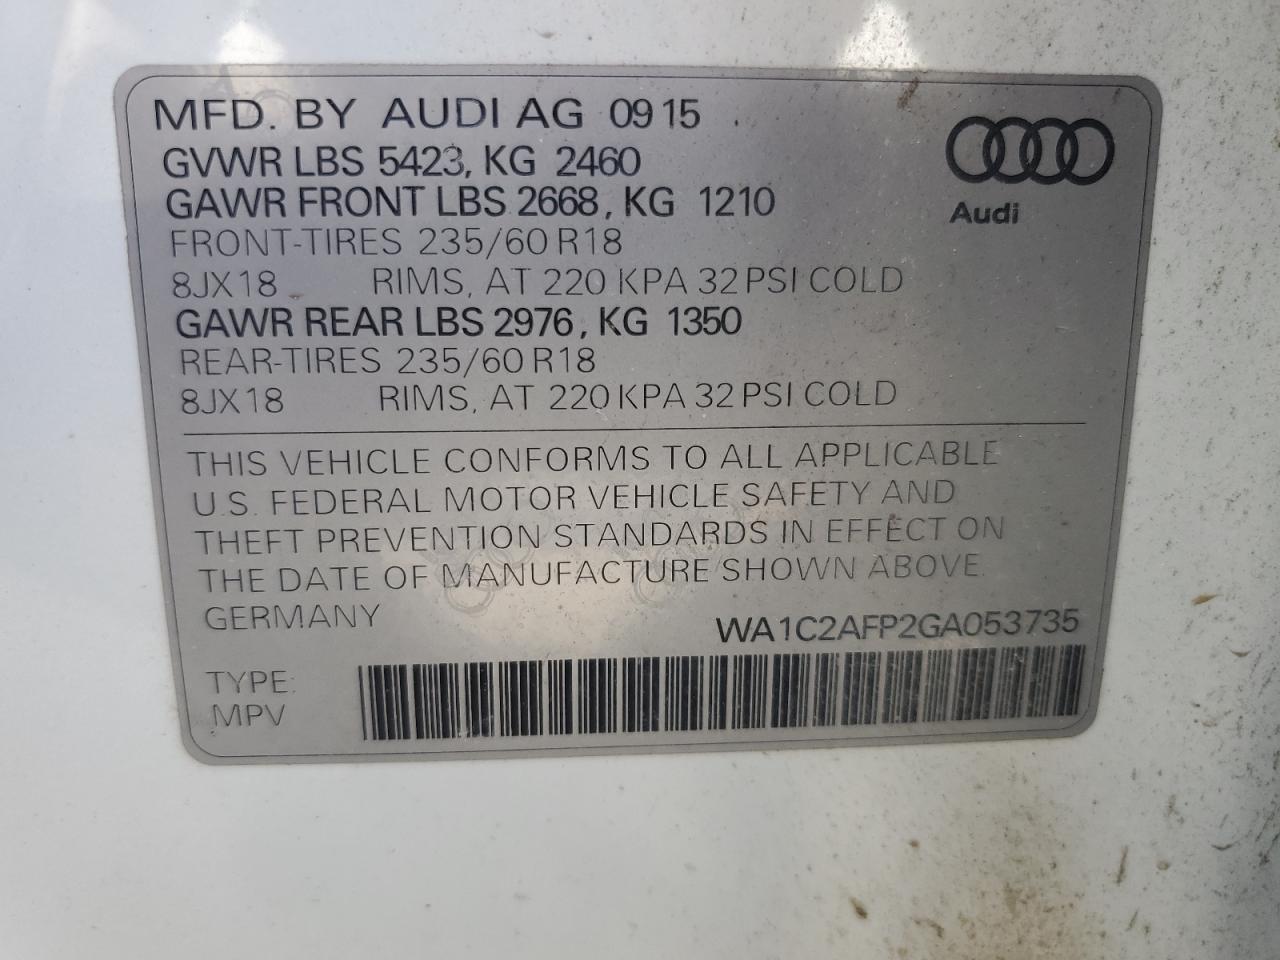 MFD. BY AUDI AG 09 15
GVWR LBS 5423, KG 2460
GAWR FRONT LBS 2668, KG 1210
FRONT-TIRES 235/60 R18
8JX18 RIMS, AT 220 KPA 32 PSI COLD
GAWR REAR LBS 2976, KG 1350
REAR-TIRES 235/60 R18
8JX18 RIMS, AT 220 KPA 32 PSI COLD
Audi
THIS VEHICLE CONFORMS TO ALL APPLICABLE
U.S. FEDERAL MOTOR VEHICLE SAFETY AND
THEFT PREVENTION STANDARDS IN EFFECT ON
THE DATE OF MANUFACTURE SHOWN ABOVE.
GERMANY
WA1C2AFP2GA053735
TYPE:
MPV